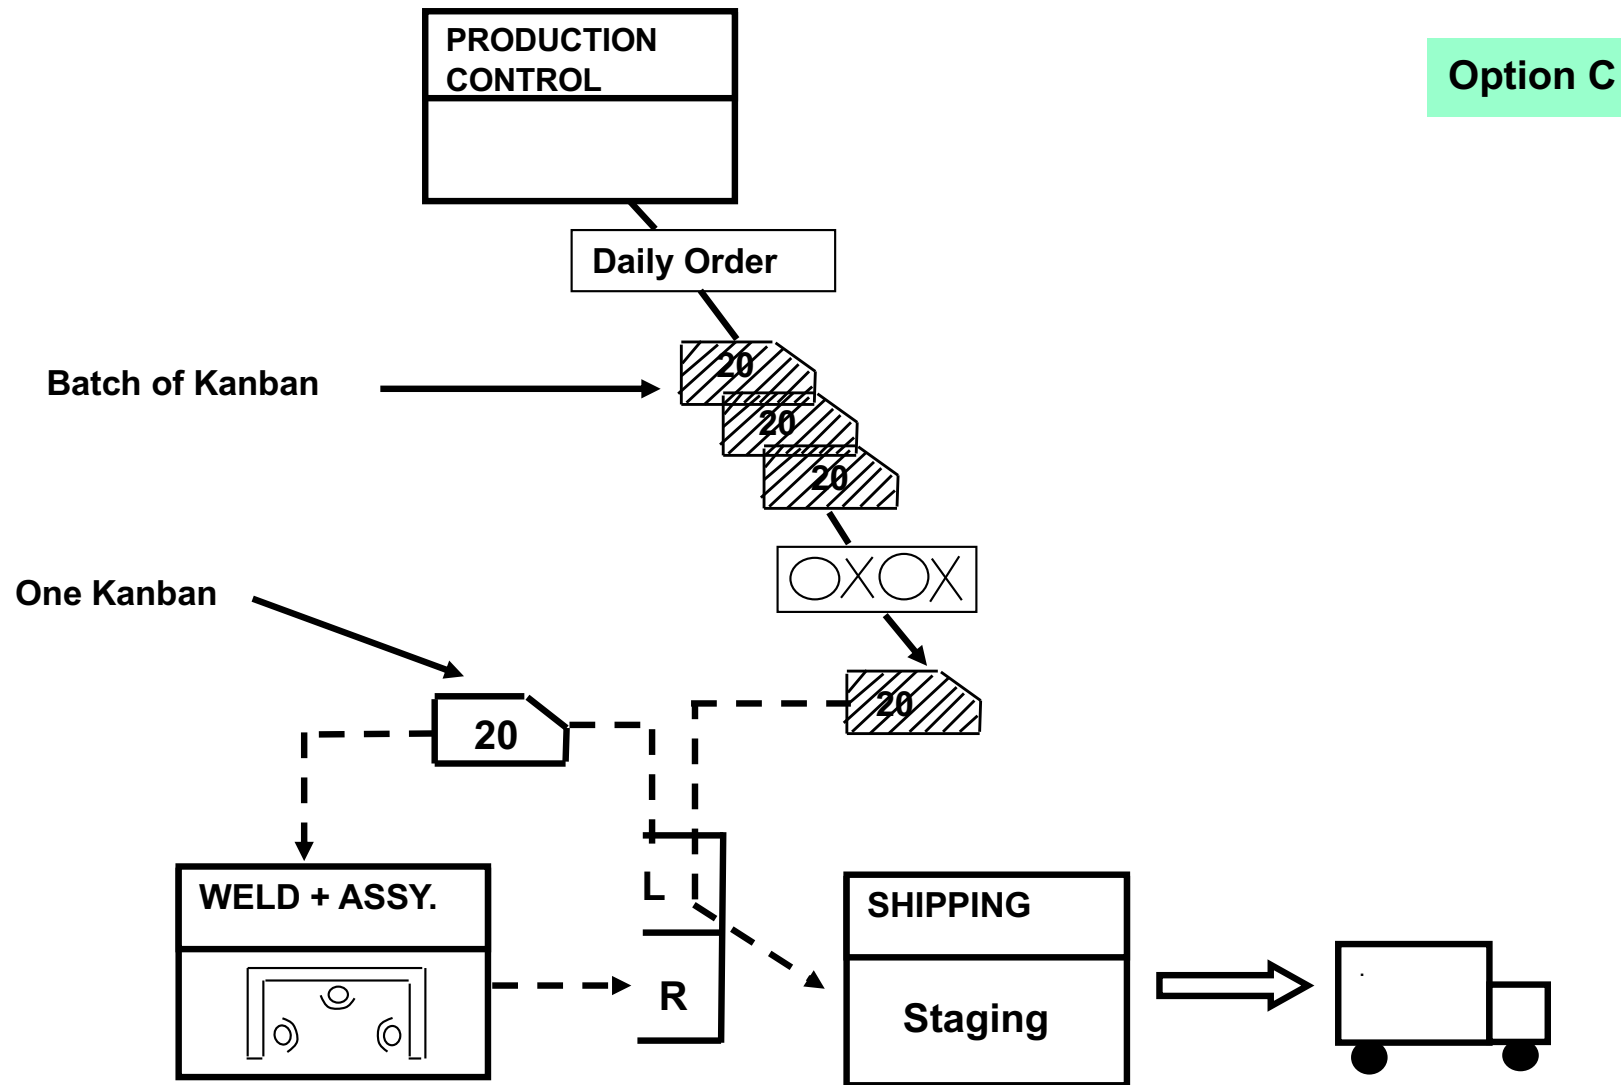 PRODUCTION
CONTROL
Option C
Daily Order
20
Batch of Kanban
20
20
OXOX
One Kanban
20
20
L
WELD + ASSY.
SHIPPING
R
Staging